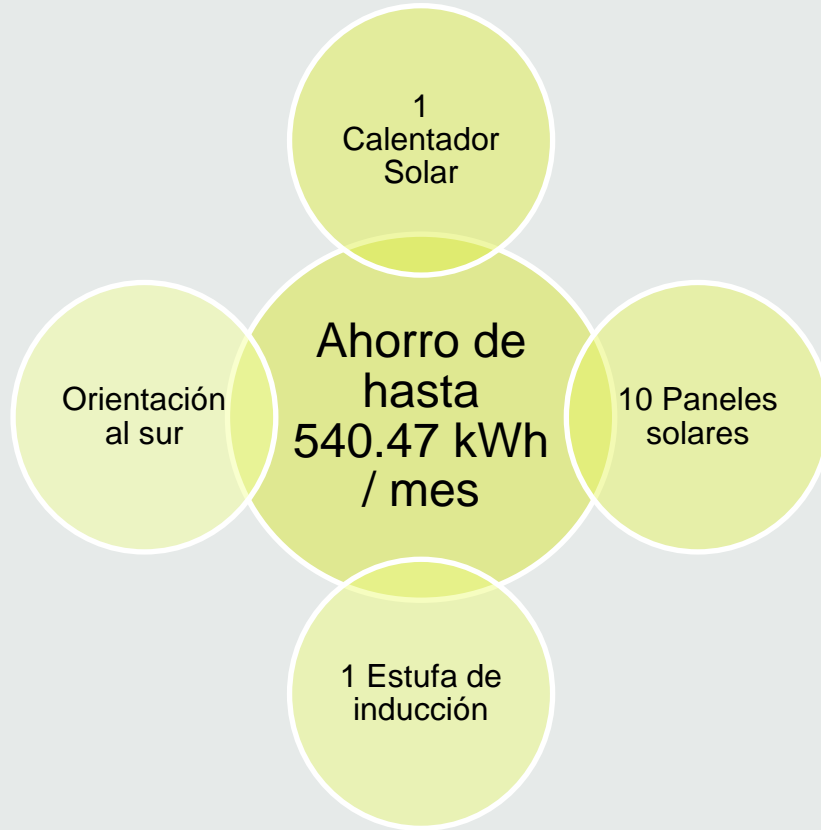 1
Calentador
Solar
Orientación
al sur
Ahorro de
hasta
540.47 kWh
/ mes
10 Paneles
solares
1 Estufa de
inducción